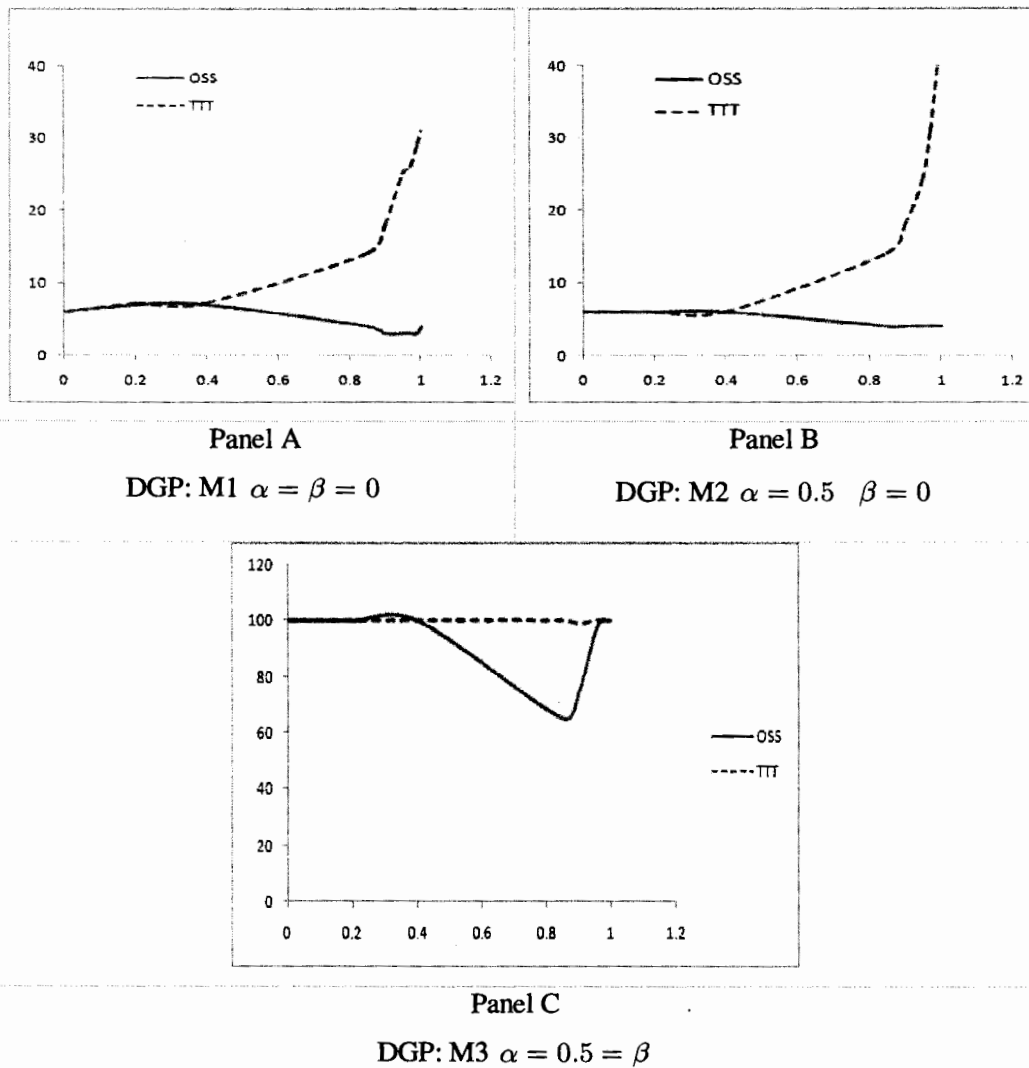 40
30
20
10
0
0 0.2 0.4 0.6 0.8 1 1.2
OSS
TTT
Panel A
DGP: M1 α = β = 0
40
30
20
10
0
0 0.2 0.4 0.6 0.8 1 1.2
OSS
TTT
Panel B
DGP: M2 α = 0.5 β = 0
120
100
80
60
40
20
0
0 0.2 0.4 0.6 0.8 1 1.2
OSS
TTT
Panel C
DGP: M3 α = 0.5 = β